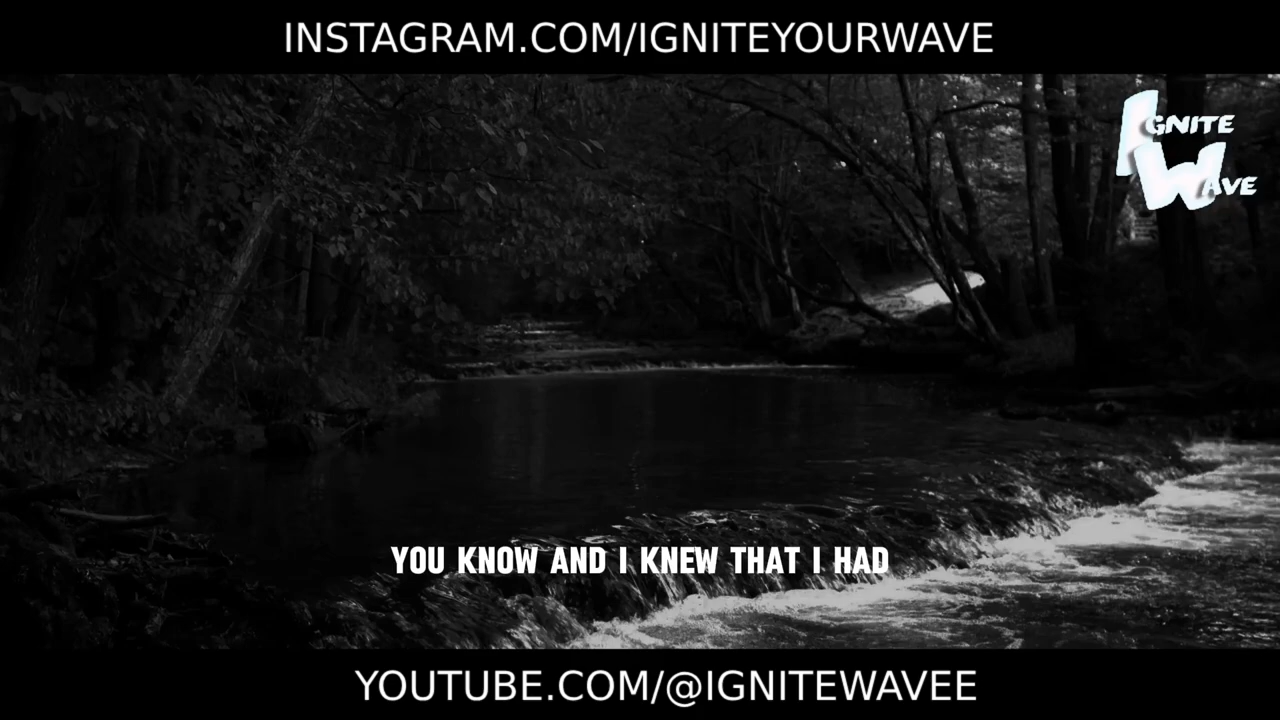 INSTAGRAM.COM/IGNITEYOURWAVE
IGNITE
WAVE
YOU KNOW AND I KNEW THAT I HAD
YOUTUBE.COM/@IGNITEWAVEE